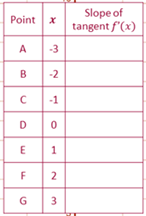 Point x Slope of
tangent f'(x)
A -3
B -2
C -1
D 0
E 1
F 2
G 3